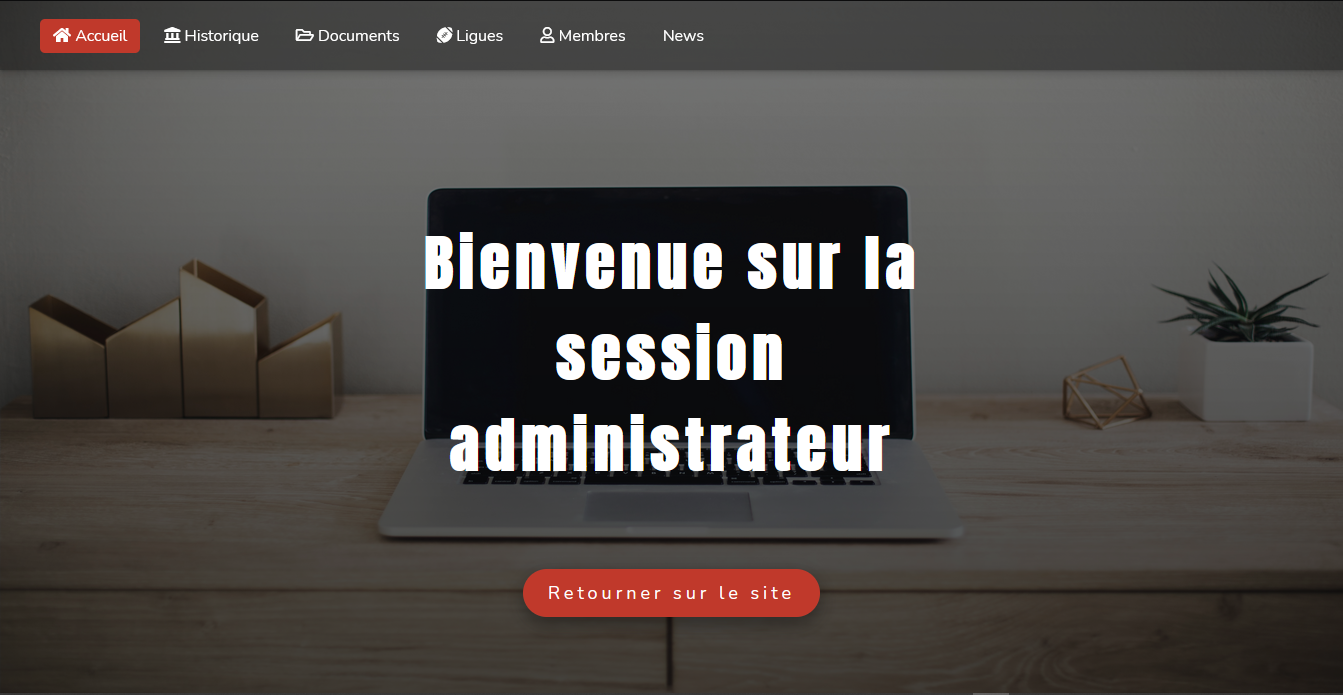 Accueil Historique Documents Ligues Membres News
Bienvenue sur la
session
administrateur
Retourner sur le site